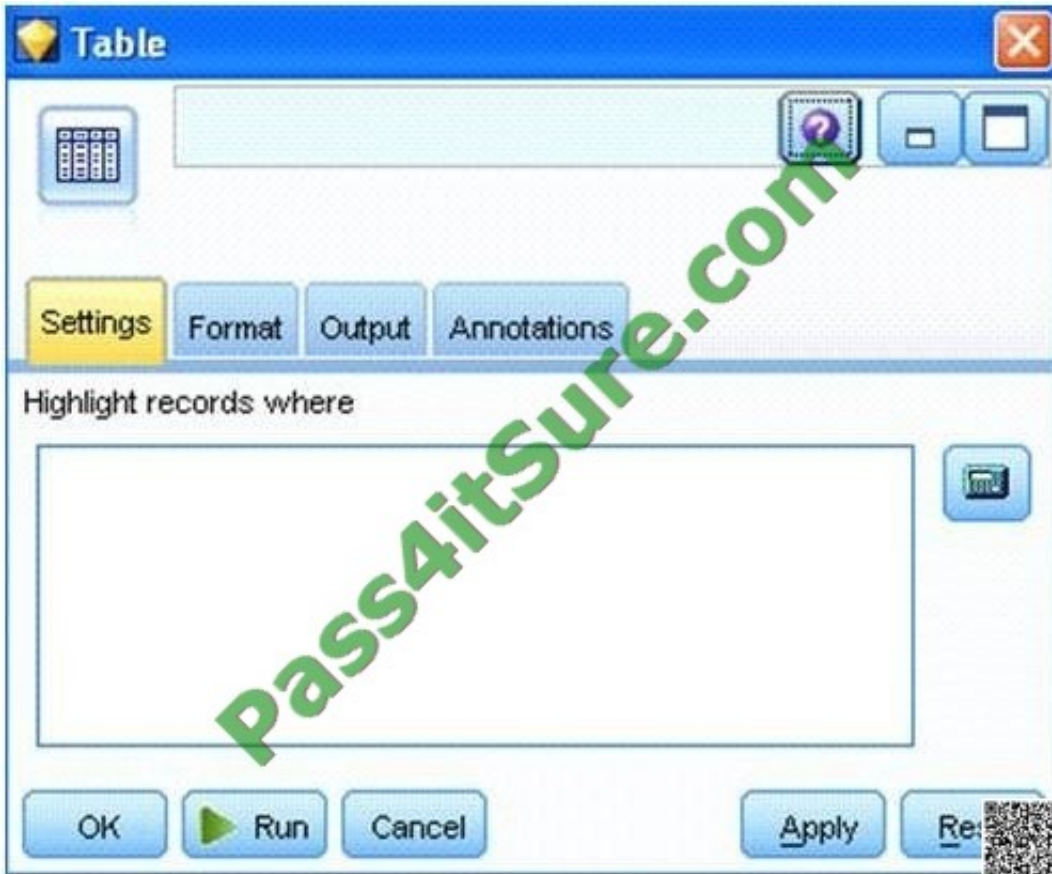 Table
Settings Format Output Annotations
Highlight records where
Pass4itSure.com
OK Run Cancel Apply